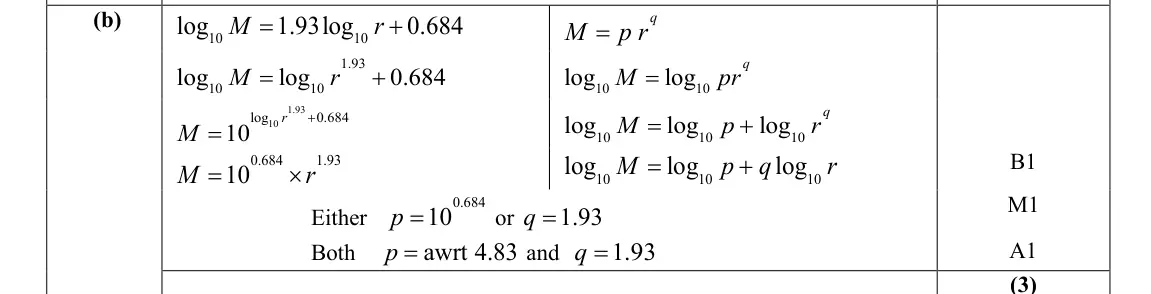 (b)
log₁₀ M = 1.93 log₁₀ r + 0.684
log₁₀ M = log₁₀ r^1.93 + 0.684
M = 10^(log₁₀ r^1.93 + 0.684)
M = 10^0.684 × r^1.93
M = p r^q
log₁₀ M = log₁₀ pr^q
log₁₀ M = log₁₀ p + log₁₀ r^q
log₁₀ M = log₁₀ p + q log₁₀ r
B1
Either p = 10^0.684 or q = 1.93
M1
Both p = awrt 4.83 and q = 1.93
A1
(3)